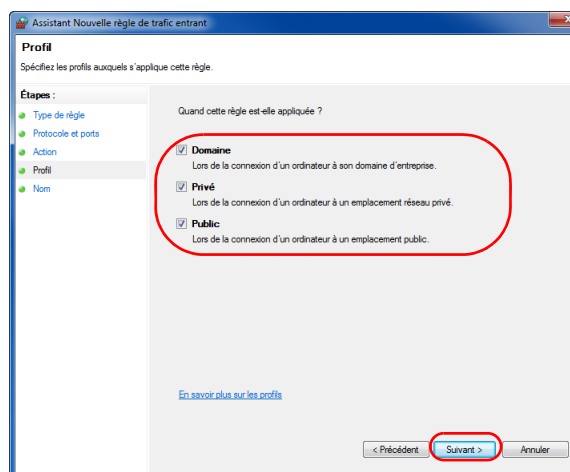 Assistant Nouvelle règle de trafic entrant
Profil
Spécifiez les profils auxquels s'applique cette règle.
Étapes :
Type de règle
Protocole et ports
Action
Profil
Nom
Quand cette règle est-elle appliquée ?
Domaine
Lors de la connexion d'un ordinateur à son domaine d'entreprise.
Privé
Lors de la connexion d'un ordinateur à un emplacement réseau privé.
Public
Lors de la connexion d'un ordinateur à un emplacement public.
En savoir plus sur les profils
< Précédent
Suivant >
Annuler